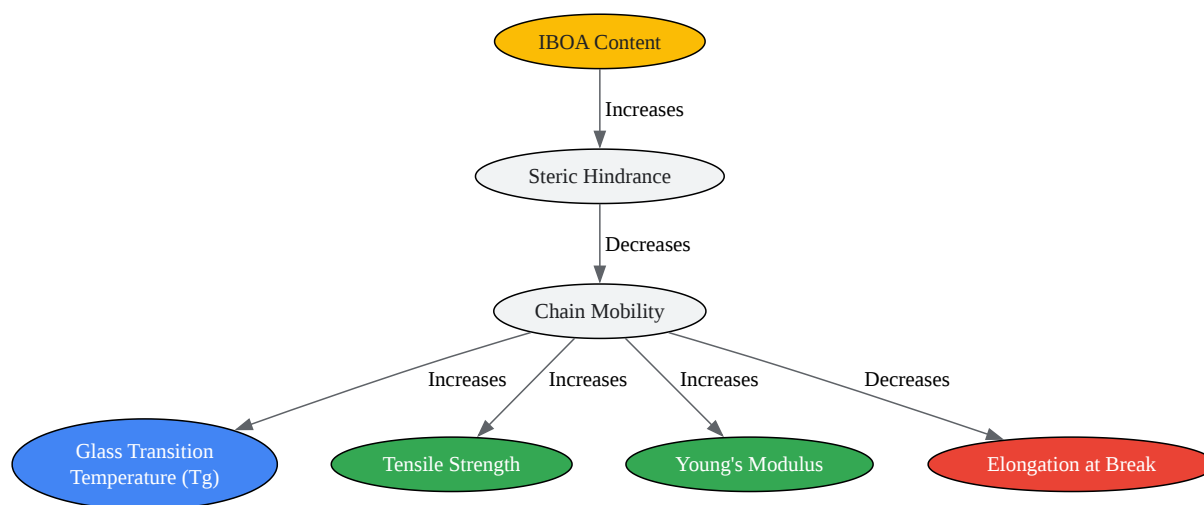 IBOA Content
Increases
Steric Hindrance
Decreases
Chain Mobility
Increases
Increases
Increases
Decreases
Glass Transition
Temperature (Tg)
Tensile Strength
Young's Modulus
Elongation at Break